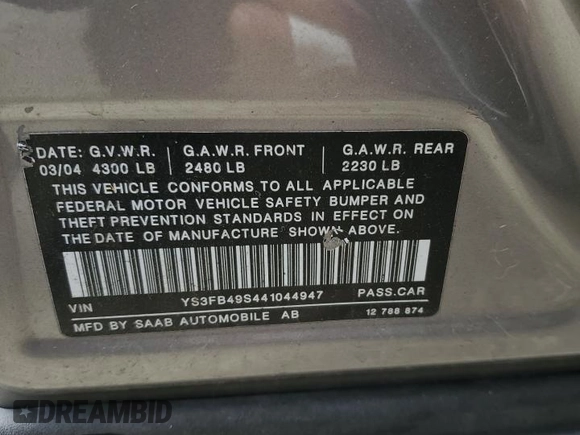 DATE: G.V.W.R. G.A.W.R. FRONT G.A.W.R. REAR
03/04 4300 LB 2480 LB 2230 LB
THIS VEHICLE CONFORMS TO ALL APPLICABLE
FEDERAL MOTOR VEHICLE SAFETY BUMPER AND
THEFT PREVENTION STANDARDS IN EFFECT ON
THE DATE OF MANUFACTURE SHOWN ABOVE.
VIN YS3FB49S441044947 PASS.CAR
MFD BY SAAB AUTOMOBILE AB 12 788 874
DREAMBID